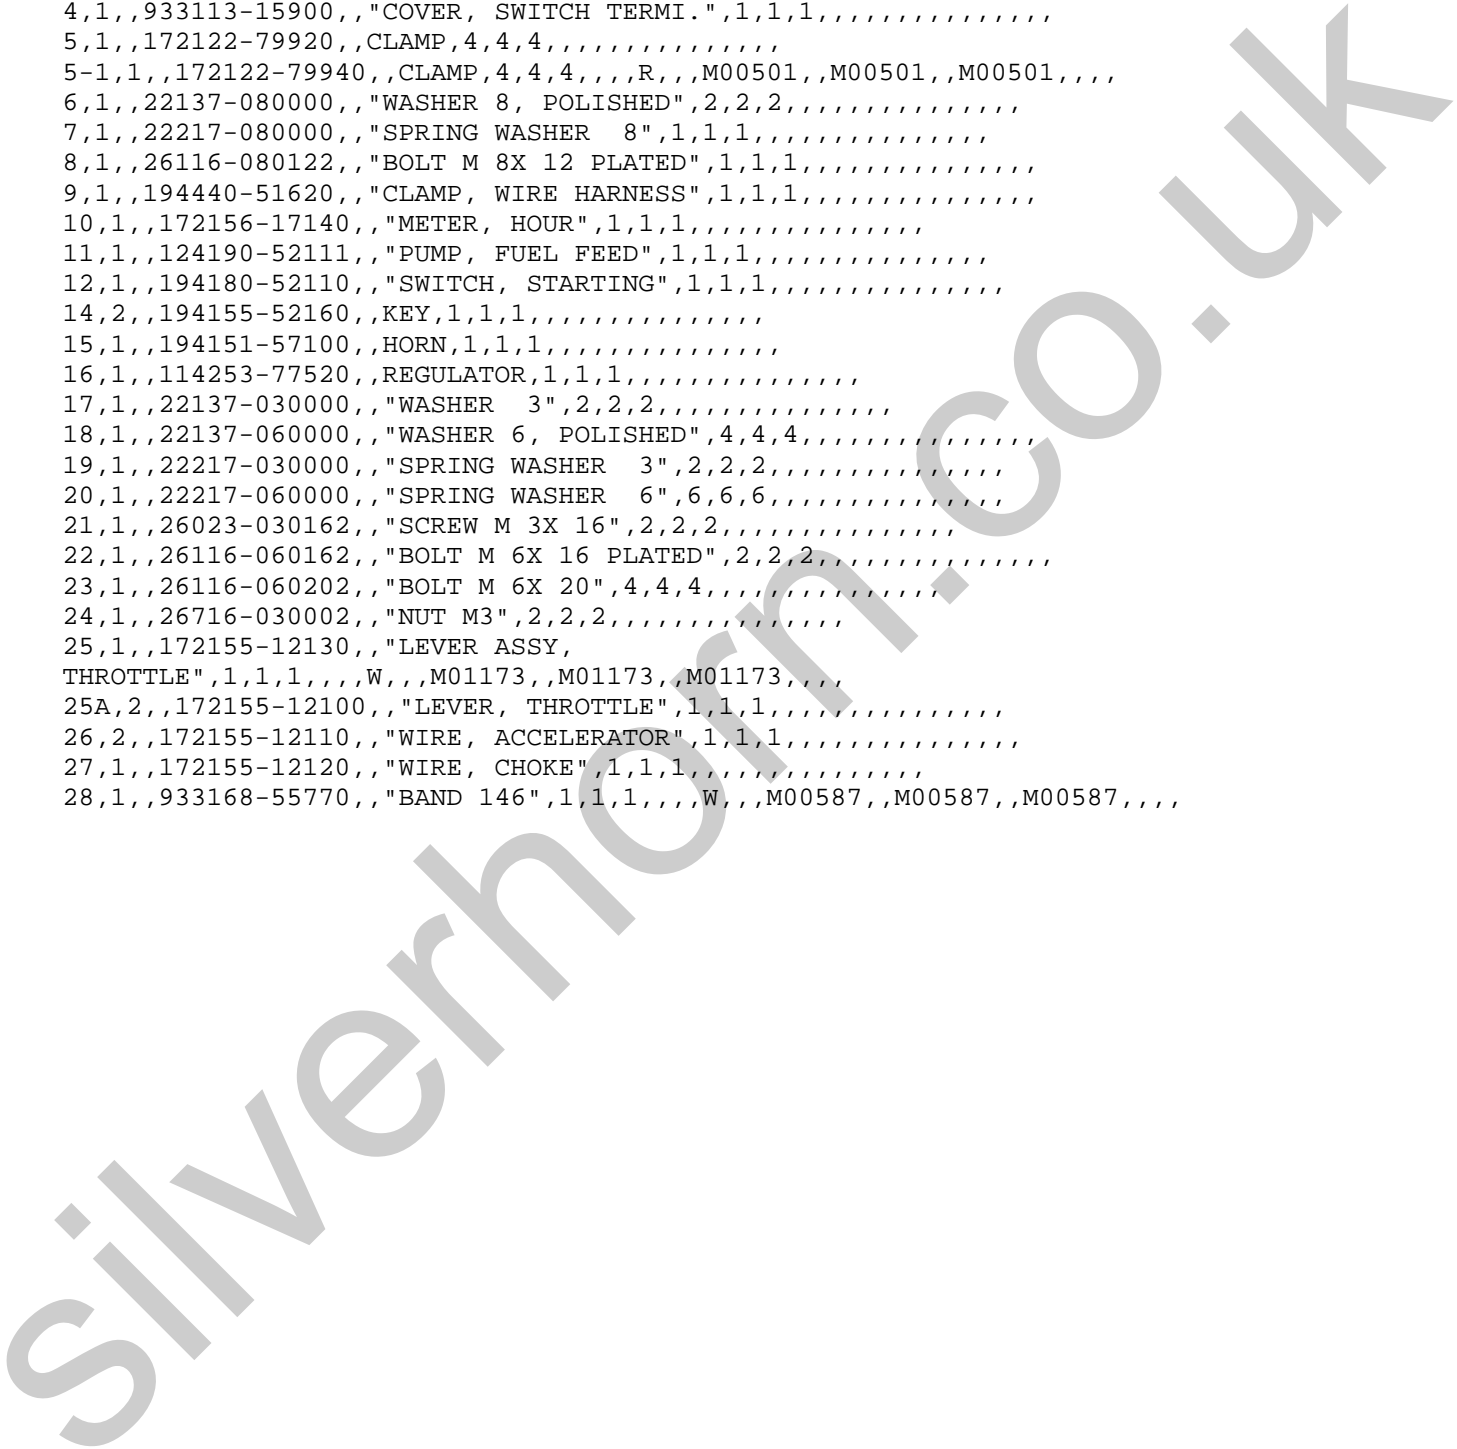 4,1,,933113-15900,,"COVER, SWITCH TERMI.",1,1,1,,,,,,,,,,,,,,,
5,1,,172122-79920,,CLAMP,4,4,4,,,,,,,,,,,,,,,
5-1,1,,172122-79940,,CLAMP,4,4,4,,,,R,,,M00501,,M00501,,M00501,,,,
6,1,,22137-080000,,"WASHER 8, POLISHED",2,2,2,,,,,,,,,,,,,,,
7,1,,22217-080000,,"SPRING WASHER  8",1,1,1,,,,,,,,,,,,,,,
8,1,,26116-080122,,"BOLT M 8X 12 PLATED",1,1,1,,,,,,,,,,,,,,,
9,1,,194440-51620,,"CLAMP, WIRE HARNESS",1,1,1,,,,,,,,,,,,,,,
10,1,,172156-17140,,"METER, HOUR",1,1,1,,,,,,,,,,,,,,,
11,1,,124190-52111,,"PUMP, FUEL FEED",1,1,1,,,,,,,,,,,,,,,
12,1,,194180-52110,,"SWITCH, STARTING",1,1,1,,,,,,,,,,,,,,,
14,2,,194155-52160,,KEY,1,1,1,,,,,,,,,,,,,,,
15,1,,194151-57100,,HORN,1,1,1,,,,,,,,,,,,,,,
16,1,,114253-77520,,REGULATOR,1,1,1,,,,,,,,,,,,,,,
17,1,,22137-030000,,"WASHER  3",2,2,2,,,,,,,,,,,,,,,
18,1,,22137-060000,,"WASHER 6, POLISHED",4,4,4,,,,,,,,,,,,,,,
19,1,,22217-030000,,"SPRING WASHER  3",2,2,2,,,,,,,,,,,,,,,
20,1,,22217-060000,,"SPRING WASHER  6",6,6,6,,,,,,,,,,,,,,,
21,1,,26023-030162,,"SCREW M 3X 16",2,2,2,,,,,,,,,,,,,,,
22,1,,26116-060162,,"BOLT M 6X 16 PLATED",2,2,2,,,,,,,,,,,,,,,
23,1,,26116-060202,,"BOLT M 6X 20",4,4,4,,,,,,,,,,,,,,,
24,1,,26716-030002,,"NUT M3",2,2,2,,,,,,,,,,,,,,,
25,1,,172155-12130,,"LEVER ASSY,
THROTTLE",1,1,1,,,,W,,,M01173,,M01173,,M01173,,,,
25A,2,,172155-12100,,"LEVER, THROTTLE",1,1,1,,,,,,,,,,,,,,,
26,2,,172155-12110,,"WIRE, ACCELERATOR",1,1,1,,,,,,,,,,,,,,,
27,1,,172155-12120,,"WIRE, CHOKE",1,1,1,,,,,,,,,,,,,,,
28,1,,933168-55770,,"BAND 146",1,1,1,,,,W,,,M00587,,M00587,,M00587,,,,
silverhorn.co.uk